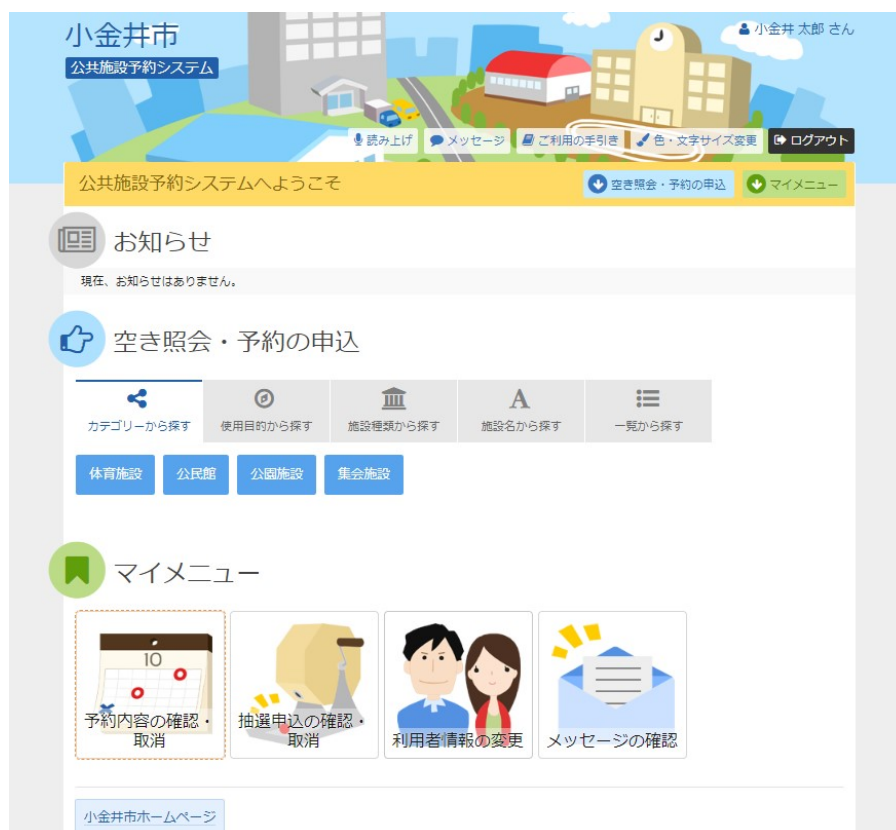 小金井市
公共施設予約システム
小金井 太郎 さん
読み上げ
メッセージ
ご利用の手引き
色・文字サイズ変更
ログアウト
公共施設予約システムへようこそ
空き照会・予約の申込
マイメニュー
お知らせ
現在、お知らせはありません。
空き照会・予約の申込
カテゴリーから探す
使用目的から探す
施設種類から探す
A
施設名から探す
一覧から探す
体育施設
公民館
公園施設
集会施設
マイメニュー
10
予約内容の確認・
取消
抽選申込の確認・
取消
利用者情報の変更
メッセージの確認
小金井市ホームページ